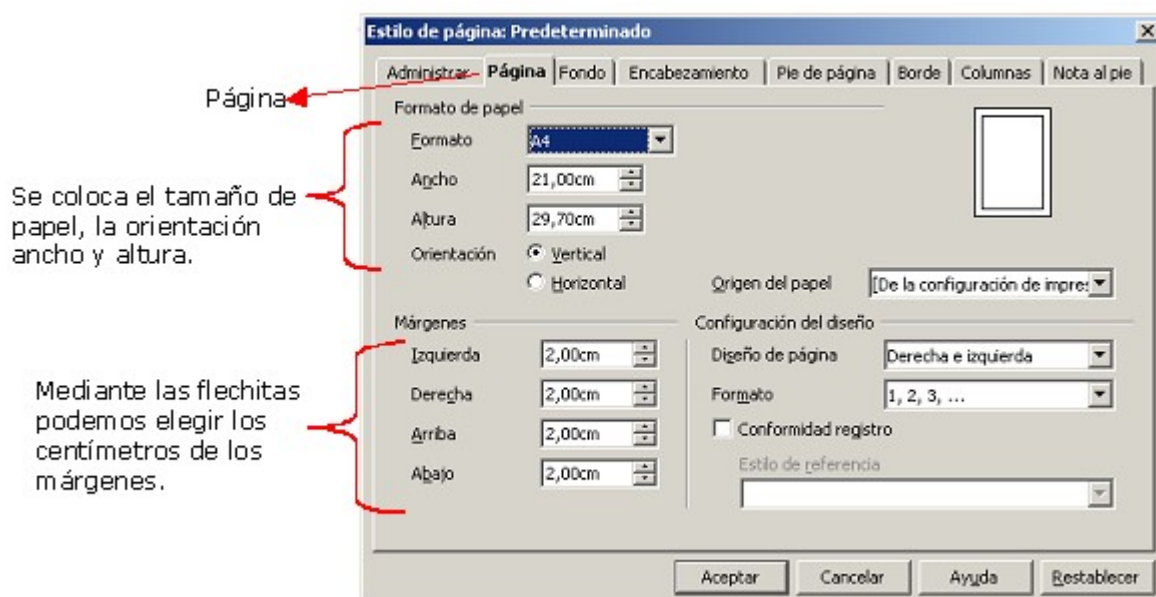 Estilo de página: Predeterminado
Administrar Página Fondo Encabezamiento Pie de página Borde Columnas Nota al pie
Página
Formato de papel
Formato A4
Ancho 21,00cm
Altura 29,70cm
Orientación Vertical
Horizontal
Origen del papel [De la configuración de impre
Se coloca el tamaño de
papel, la orientación
ancho y altura.
Márgenes
Izquierda 2,00cm
Derecha 2,00cm
Arriba 2,00cm
Abajo 2,00cm
Mediante las flechitas
podemos elegir los
centímetros de los
márgenes.
Configuración del diseño
Diseño de página Derecha e izquierda
Formato 1, 2, 3, ...
Conformidad registro
Estilo de referencia
Aceptar Cancelar Ayuda Restablecer